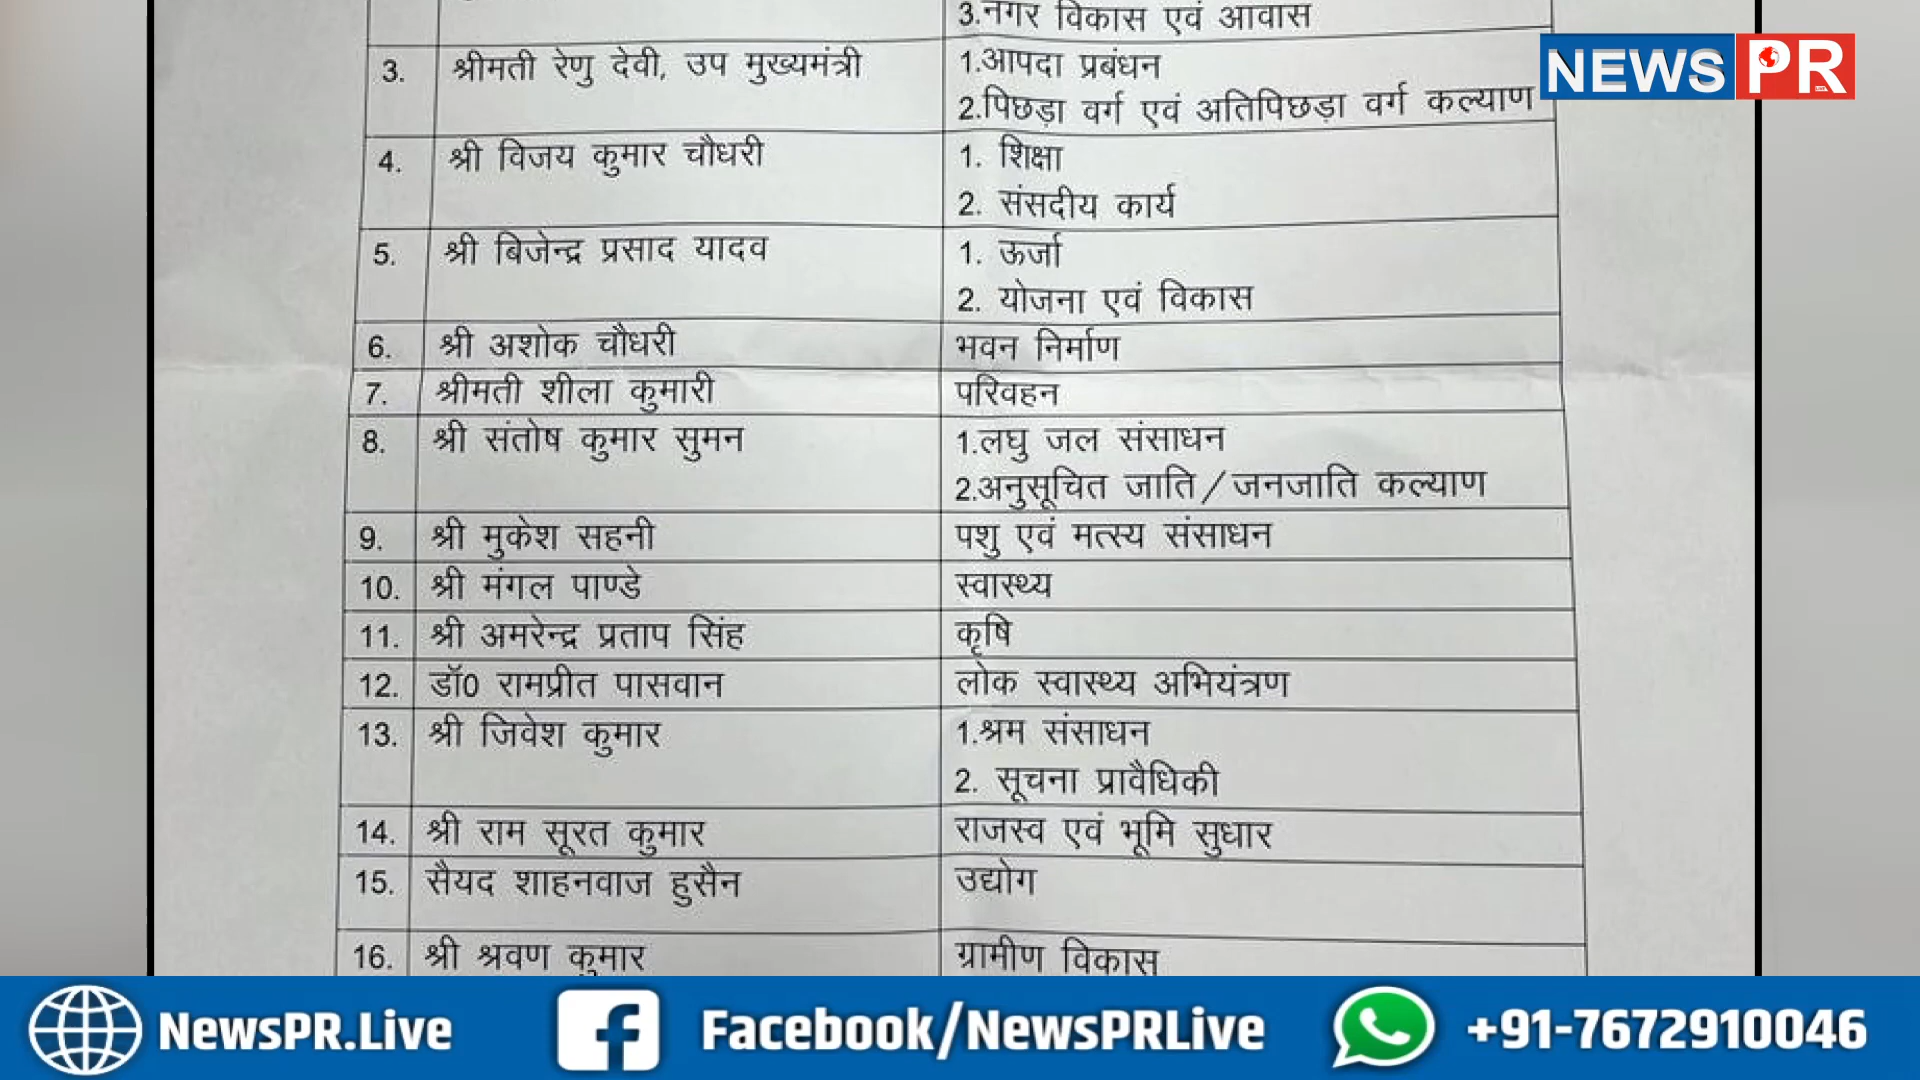 3.नगर विकास एवं आवास
3. श्रीमती रेणु देवी, उप मुख्यमंत्री 1.आपदा प्रबंधन
2.पिछड़ा वर्ग एवं अतिपिछड़ा वर्ग कल्याण
NEWS PR
4. श्री विजय कुमार चौधरी 1. शिक्षा
2. संसदीय कार्य
5. श्री बिजेन्द्र प्रसाद यादव 1. ऊर्जा
2. योजना एवं विकास
6. श्री अशोक चौधरी भवन निर्माण
7. श्रीमती शीला कुमारी परिवहन
8. श्री संतोष कुमार सुमन 1.लघु जल संसाधन
2.अनुसूचित जाति/जनजाति कल्याण
9. श्री मुकेश सहनी पशु एवं मत्स्य संसाधन
10. श्री मंगल पाण्डे स्वास्थ्य
11. श्री अमरेन्द्र प्रताप सिंह कृषि
12. डॉ0 रामप्रीत पासवान लोक स्वास्थ्य अभियंत्रण
13. श्री जिवेश कुमार 1.श्रम संसाधन
2. सूचना प्रावैधिकी
14. श्री राम सूरत कुमार राजस्व एवं भूमि सुधार
15. सैयद शाहनवाज हुसैन उद्योग
16. श्री श्रवण कुमार ग्रामीण विकास
NewsPR.Live Facebook/NewsPRLive +91-7672910046